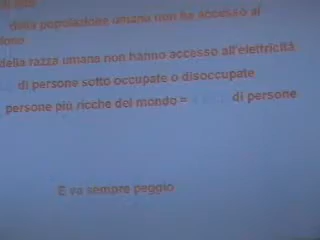 della popolazione umana non ha accesso al
della razza umana non hanno accesso all'elettricità
di persone sotto occupate o disoccupate
persone più ricche del mondo = di persone
E va sempre peggio